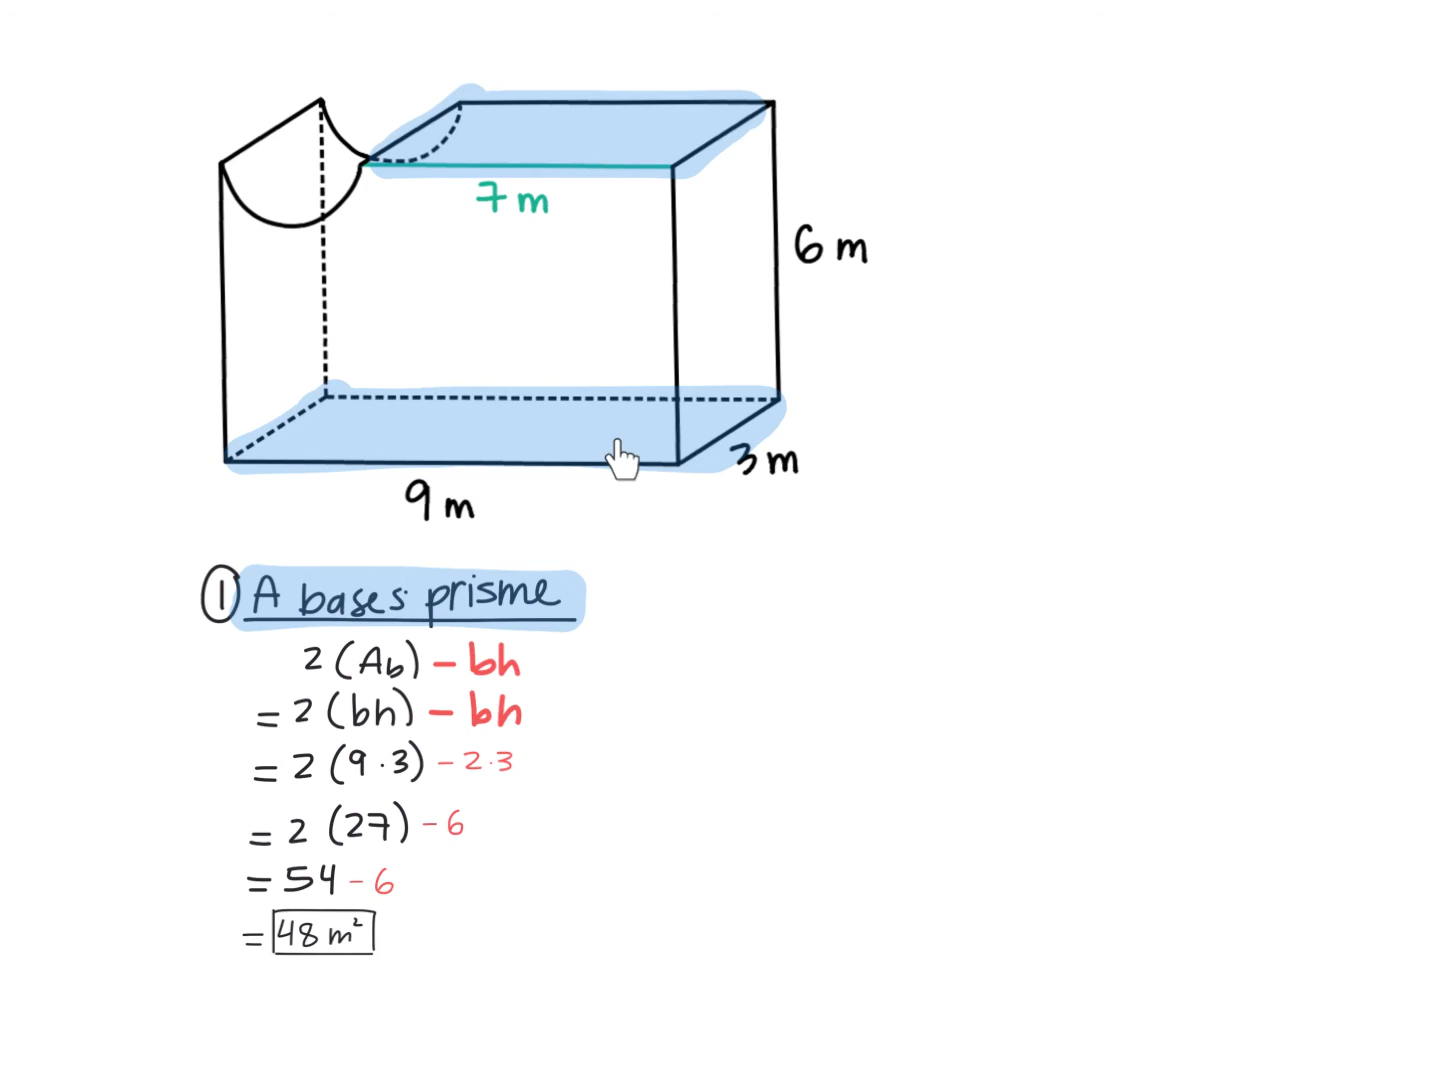 7 m
6 m
3 m
9 m
① A bases prisme
2 (Ab) - bh
= 2 (bh) - bh
= 2 (9 · 3) - 2 · 3
= 2 (27) - 6
= 54 - 6
= 48 m²